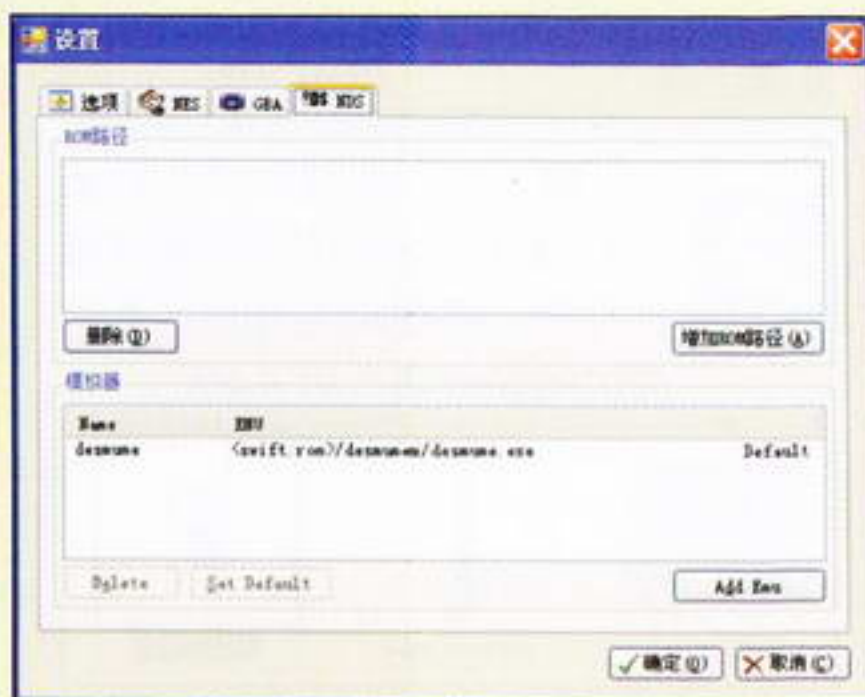 设置
选项 NES GBA NDS
ROM路径
删除(D) 增加ROM路径(A)
模拟器
Name EMU
desmume <swift rom>/desmumem/desmume.exe Default
Delete Set Default Add Emu
确定(O) 取消(C)